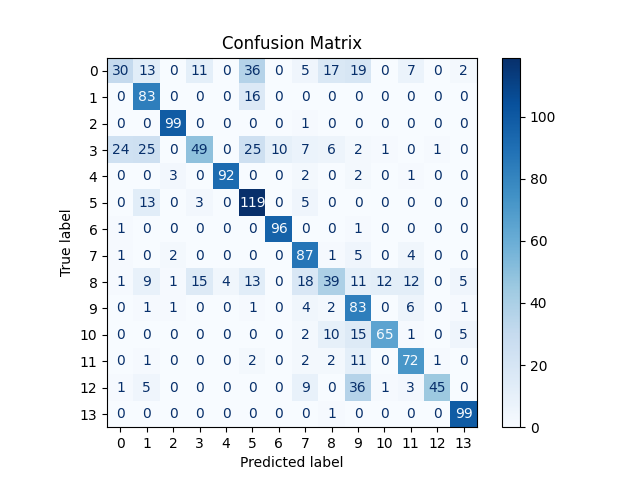 Confusion Matrix
0 30 13 0 11 0 36 0 5 17 19 0 7 0 2
1 0 83 0 0 0 16 0 0 0 0 0 0 0 0
2 0 0 99 0 0 0 0 1 0 0 0 0 0 0
3 24 25 0 49 0 25 10 7 6 2 1 0 1 0
4 0 0 3 0 92 0 0 2 0 2 0 1 0 0
5 0 13 0 3 0 119 0 5 0 0 0 0 0 0
6 1 0 0 0 0 0 96 0 0 1 0 0 0 0
7 1 0 2 0 0 0 0 87 1 5 0 4 0 0
8 1 9 1 15 4 13 0 18 39 11 12 12 0 5
9 0 1 1 0 0 1 0 4 2 83 0 6 0 1
10 0 0 0 0 0 0 0 2 10 15 65 1 0 5
11 0 1 0 0 0 2 0 2 2 11 0 72 1 0
12 1 5 0 0 0 0 0 9 0 36 1 3 45 0
13 0 0 0 0 0 0 0 0 1 0 0 0 0 99
0 1 2 3 4 5 6 7 8 9 10 11 12 13
Predicted label
True label
100
80
60
40
20
0